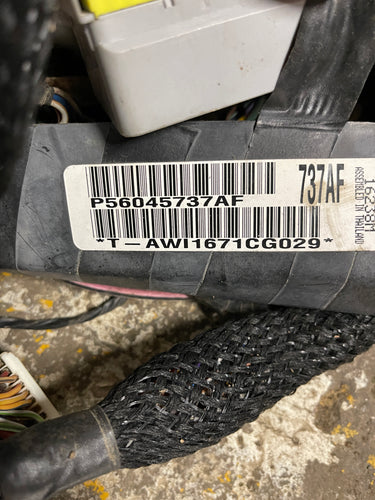 P56045737AF
*T-AWI1671CG029*
737AF
ASSEMBLED IN THAILAND
16238M